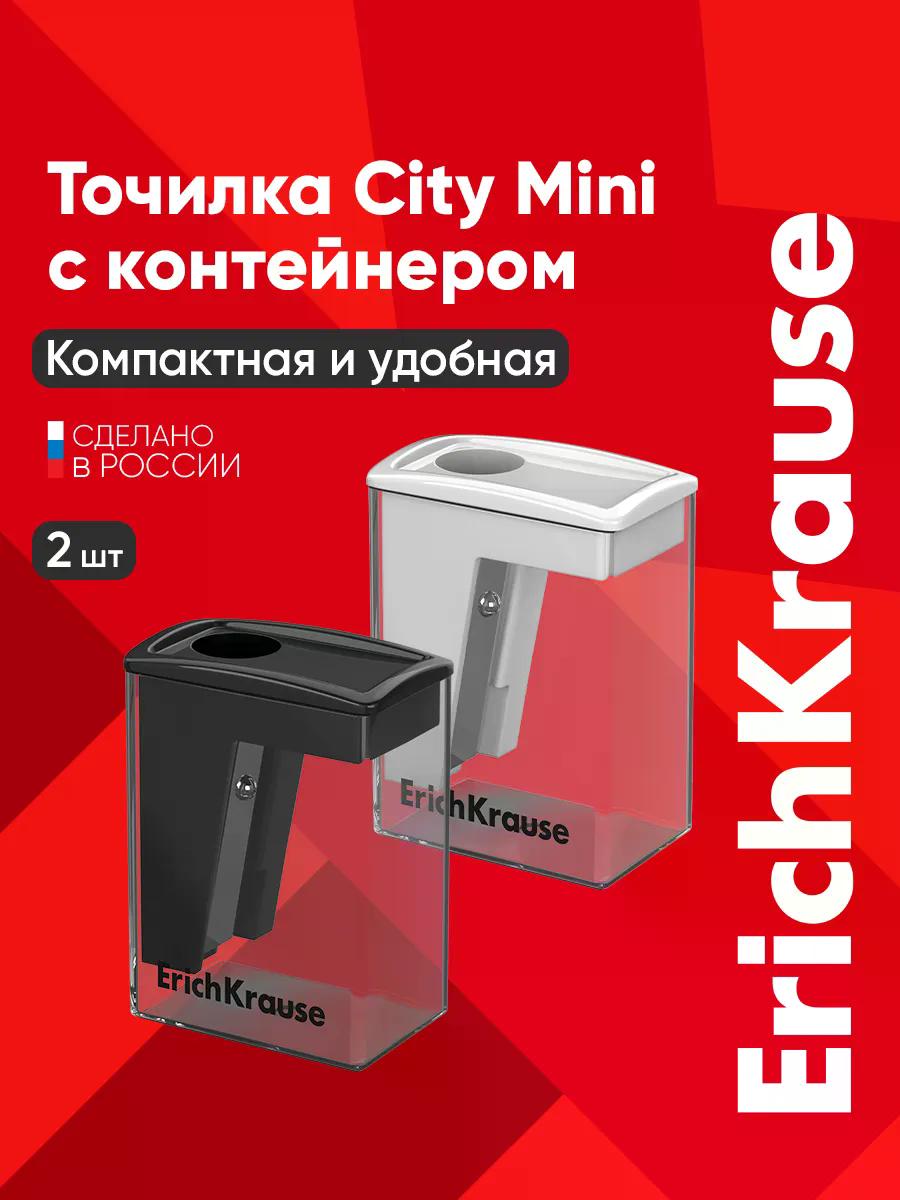 Точилка City Mini
с контейнером
Компактная и удобная
СДЕЛАНО
В РОССИИ
2 шт
ErichKrause
ErichKrause
ErichKrause